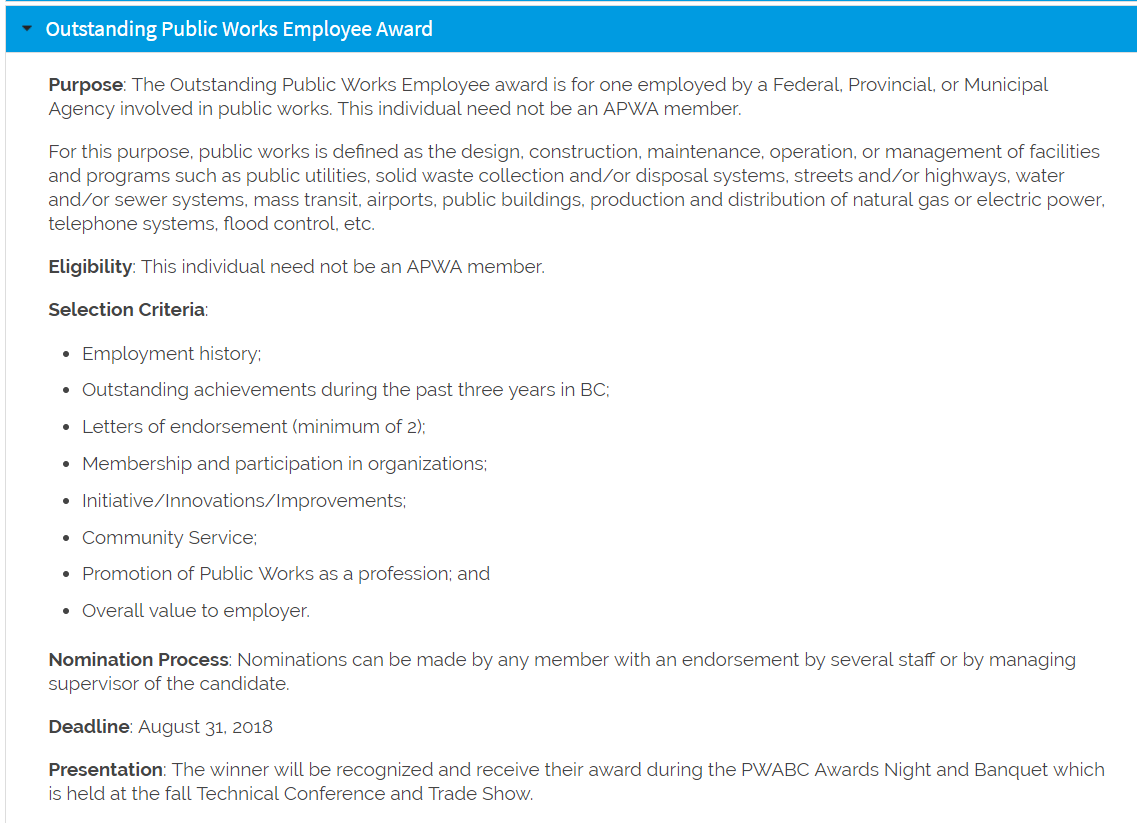 Outstanding Public Works Employee Award
Purpose: The Outstanding Public Works Employee award is for one employed by a Federal, Provincial, or Municipal
Agency involved in public works. This individual need not be an APWA member.
For this purpose, public works is defined as the design, construction, maintenance, operation, or management of facilities
and programs such as public utilities, solid waste collection and/or disposal systems, streets and/or highways, water
and/or sewer systems, mass transit, airports, public buildings, production and distribution of natural gas or electric power,
telephone systems, flood control, etc.
Eligibility: This individual need not be an APWA member.
Selection Criteria:
• Employment history;
• Outstanding achievements during the past three years in BC;
• Letters of endorsement (minimum of 2);
• Membership and participation in organizations;
• Initiative/Innovations/Improvements;
• Community Service;
• Promotion of Public Works as a profession; and
• Overall value to employer.
Nomination Process: Nominations can be made by any member with an endorsement by several staff or by managing
supervisor of the candidate.
Deadline: August 31, 2018
Presentation: The winner will be recognized and receive their award during the PWABC Awards Night and Banquet which
is held at the fall Technical Conference and Trade Show.